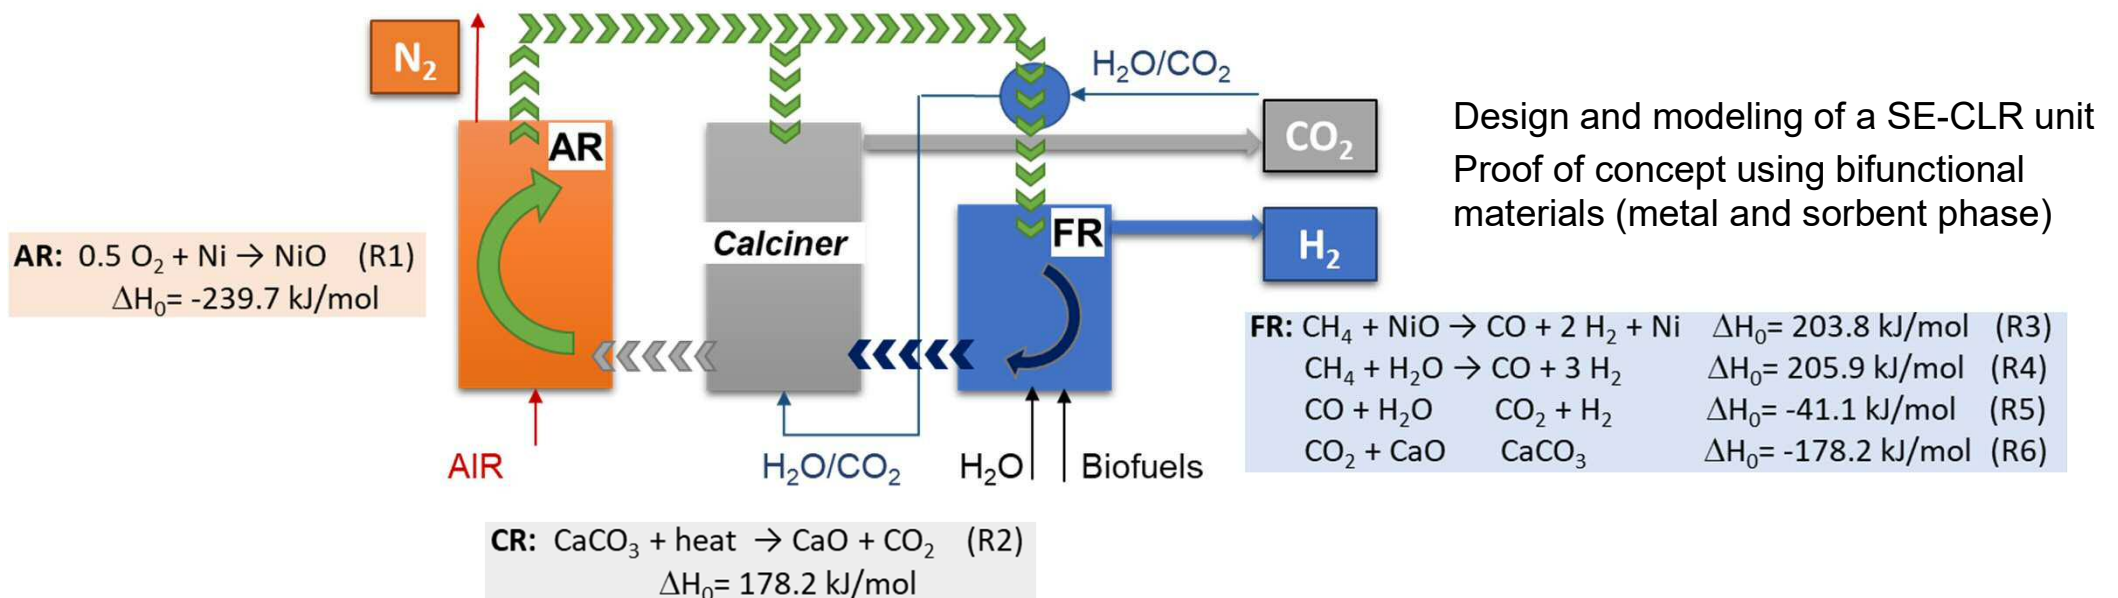 N₂
H₂O/CO₂
AR
CO₂
Design and modeling of a SE-CLR unit
Proof of concept using bifunctional
materials (metal and sorbent phase)
Calciner
FR
H₂
AR: 0.5 O₂ + Ni → NiO (R1)
ΔH₀= -239.7 kJ/mol
FR: CH₄ + NiO → CO + 2 H₂ + Ni ΔH₀= 203.8 kJ/mol (R3)
CH₄ + H₂O → CO + 3 H₂ ΔH₀= 205.9 kJ/mol (R4)
CO + H₂O CO₂ + H₂ ΔH₀= -41.1 kJ/mol (R5)
CO₂ + CaO CaCO₃ ΔH₀= -178.2 kJ/mol (R6)
AIR
H₂O/CO₂
H₂O
Biofuels
CR: CaCO₃ + heat → CaO + CO₂ (R2)
ΔH₀= 178.2 kJ/mol